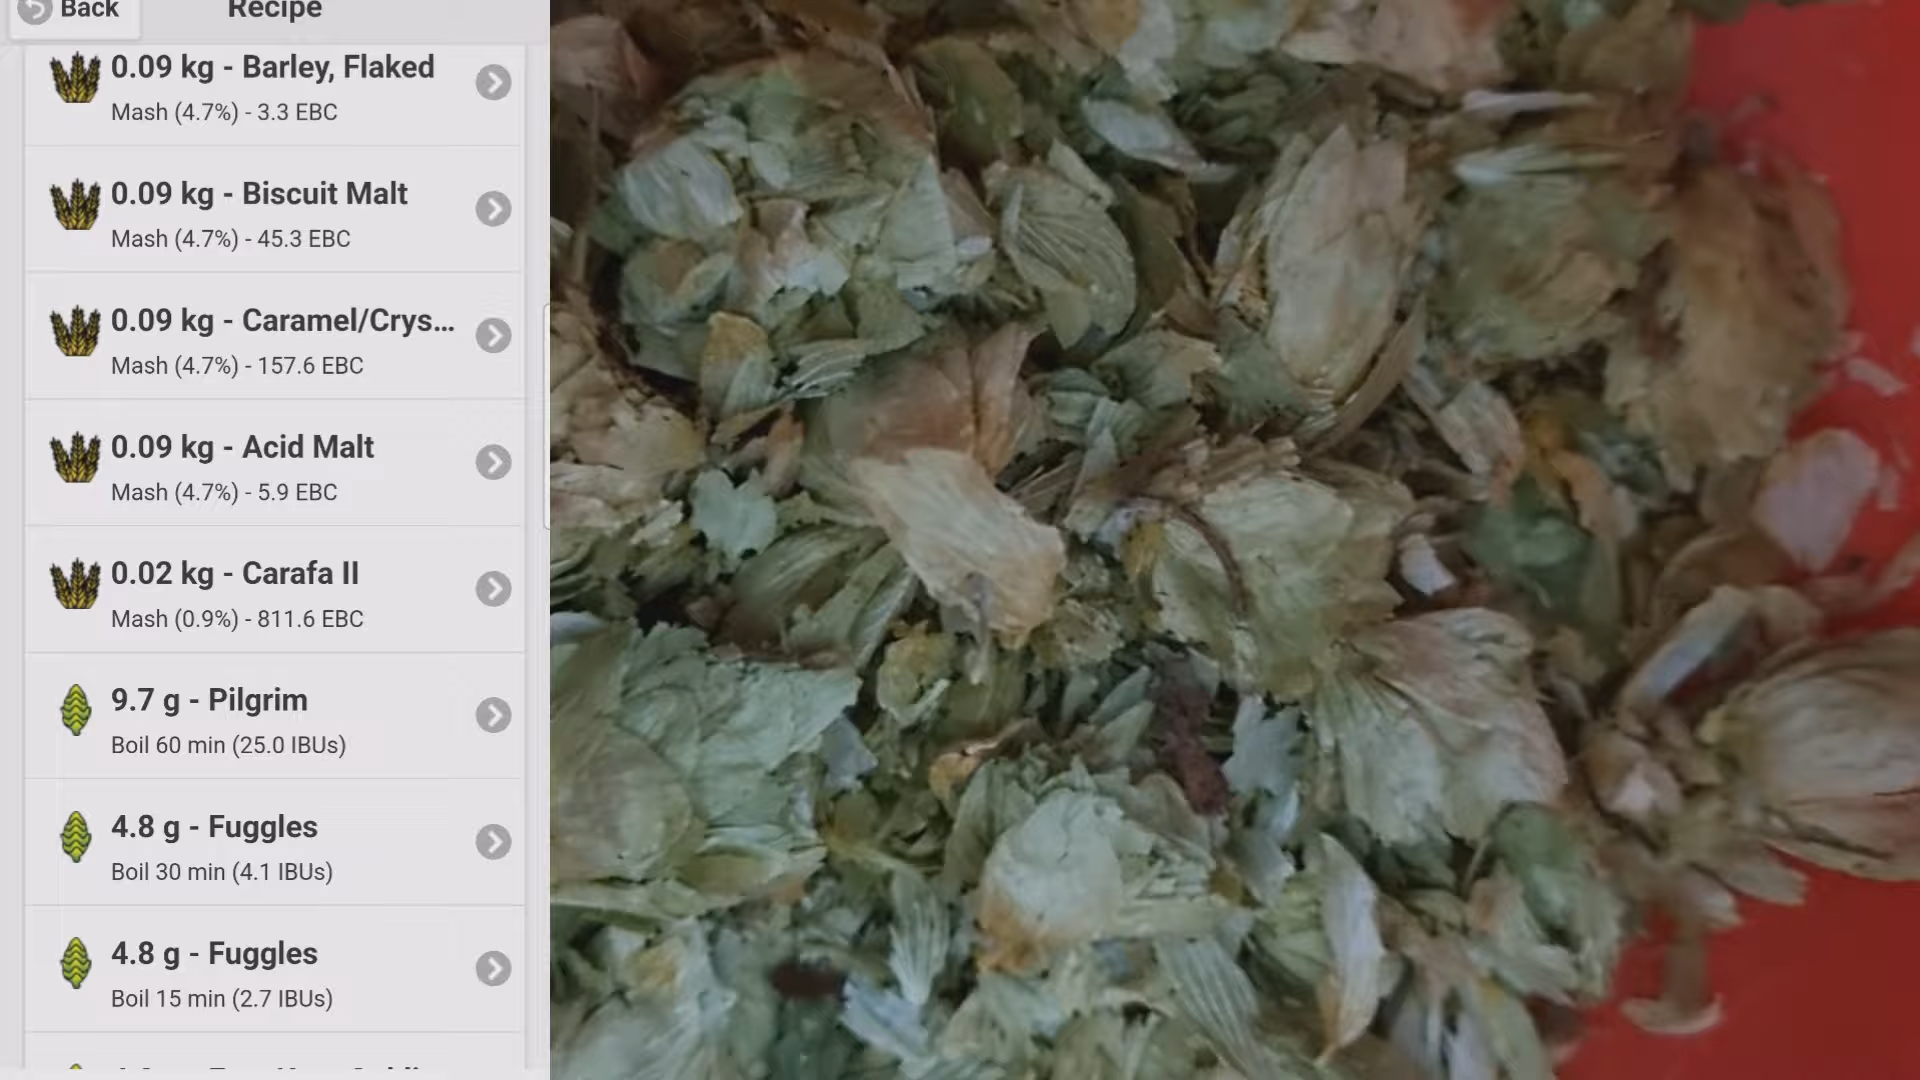 Back
Recipe
0.09 kg - Barley, Flaked
Mash (4.7%) - 3.3 EBC
0.09 kg - Biscuit Malt
Mash (4.7%) - 45.3 EBC
0.09 kg - Caramel/Crys...
Mash (4.7%) - 157.6 EBC
0.09 kg - Acid Malt
Mash (4.7%) - 5.9 EBC
0.02 kg - Carafa II
Mash (0.9%) - 811.6 EBC
9.7 g - Pilgrim
Boil 60 min (25.0 IBUs)
4.8 g - Fuggles
Boil 30 min (4.1 IBUs)
4.8 g - Fuggles
Boil 15 min (2.7 IBUs)